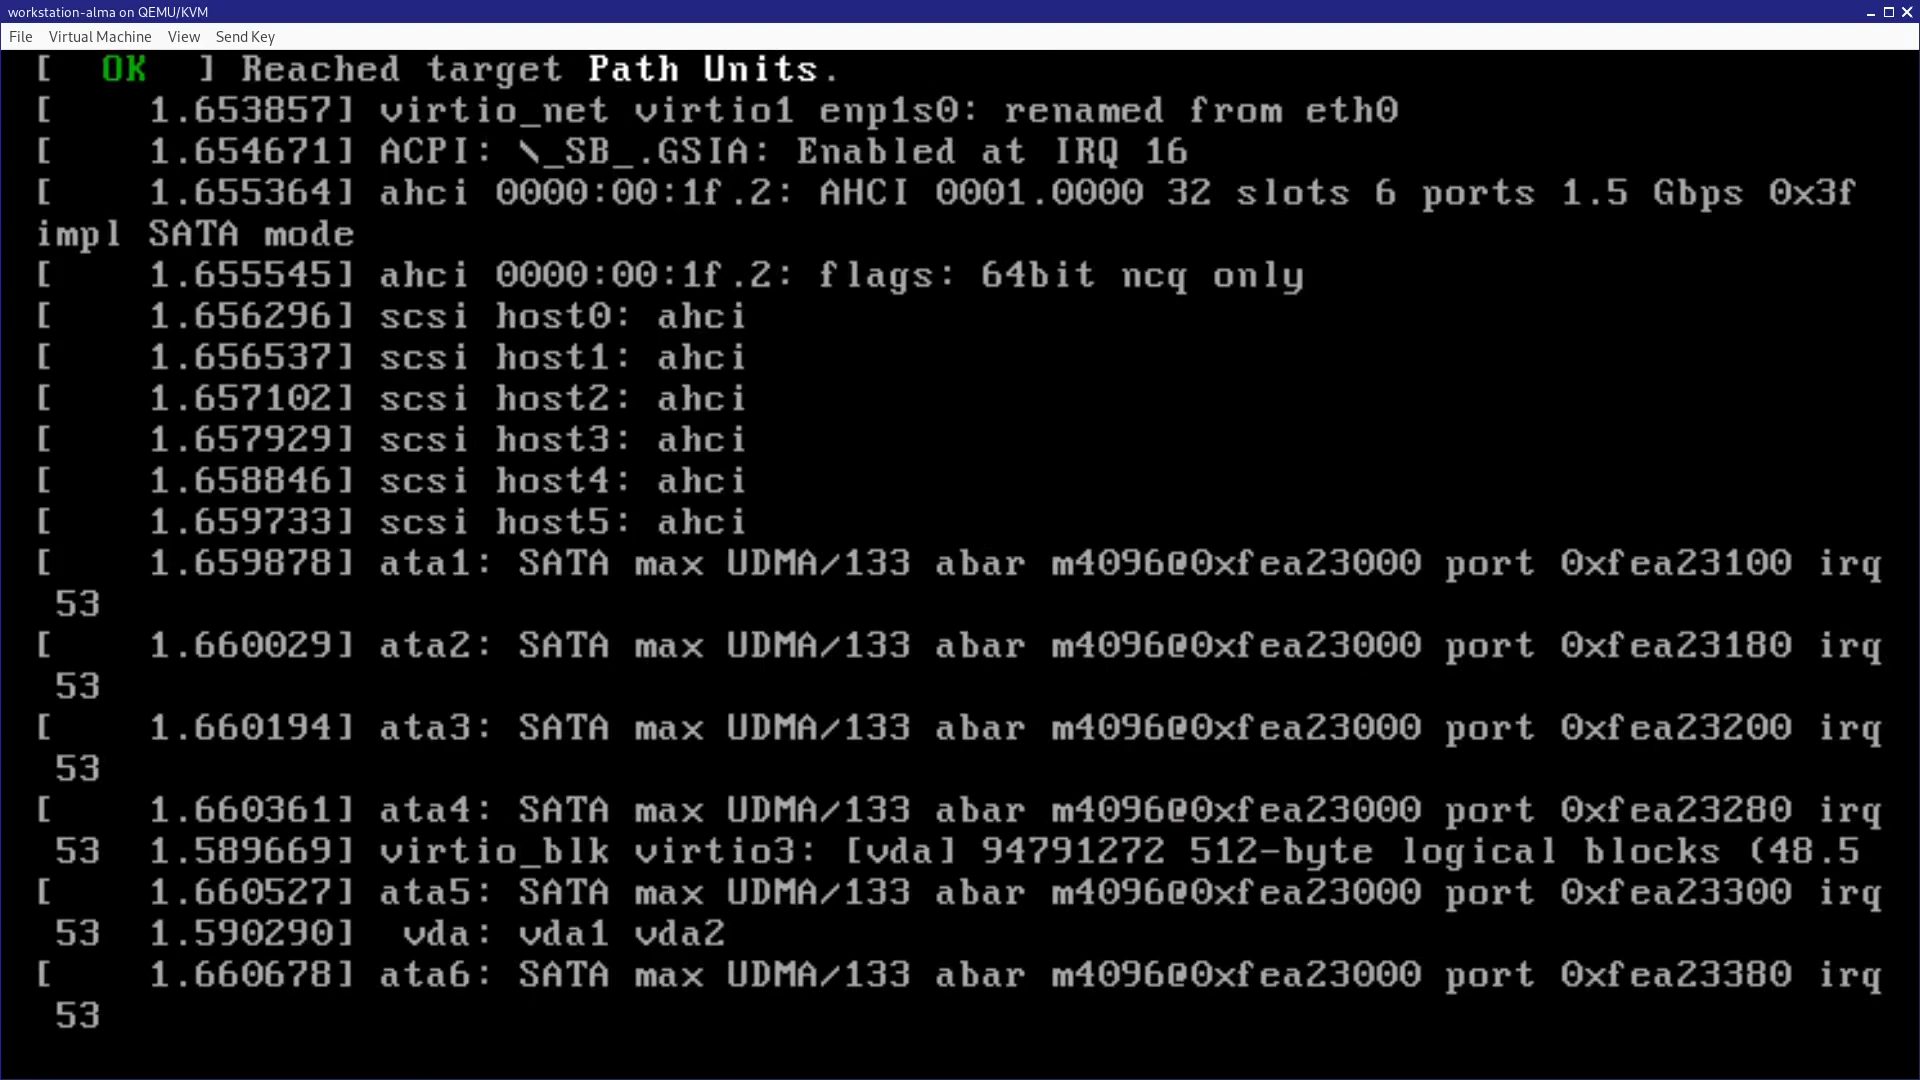 workstation-alma on QEMU/KVM
File Virtual Machine View Send Key
[ OK ] Reached target Path Units.
[ 1.653857] virtio_net virtio1 enp1s0: renamed from eth0
[ 1.654671] ACPI: \_SB_.GSIA: Enabled at IRQ 16
[ 1.655364] ahci 0000:00:1f.2: AHCI 0001.0000 32 slots 6 ports 1.5 Gbps 0x3f
impl SATA mode
[ 1.655545] ahci 0000:00:1f.2: flags: 64bit ncq only
[ 1.656296] scsi host0: ahci
[ 1.656537] scsi host1: ahci
[ 1.657102] scsi host2: ahci
[ 1.657929] scsi host3: ahci
[ 1.658846] scsi host4: ahci
[ 1.659733] scsi host5: ahci
[ 1.659878] ata1: SATA max UDMA/133 abar m4096@0xfea23000 port 0xfea23100 irq
53
[ 1.660029] ata2: SATA max UDMA/133 abar m4096@0xfea23000 port 0xfea23180 irq
53
[ 1.660194] ata3: SATA max UDMA/133 abar m4096@0xfea23000 port 0xfea23200 irq
53
[ 1.660361] ata4: SATA max UDMA/133 abar m4096@0xfea23000 port 0xfea23280 irq
53 1.589669] virtio_blk virtio3: [vda] 94791272 512-byte logical blocks (48.5
[ 1.660527] ata5: SATA max UDMA/133 abar m4096@0xfea23000 port 0xfea23300 irq
53 1.590290] vda: vda1 vda2
[ 1.660678] ata6: SATA max UDMA/133 abar m4096@0xfea23000 port 0xfea23380 irq
53